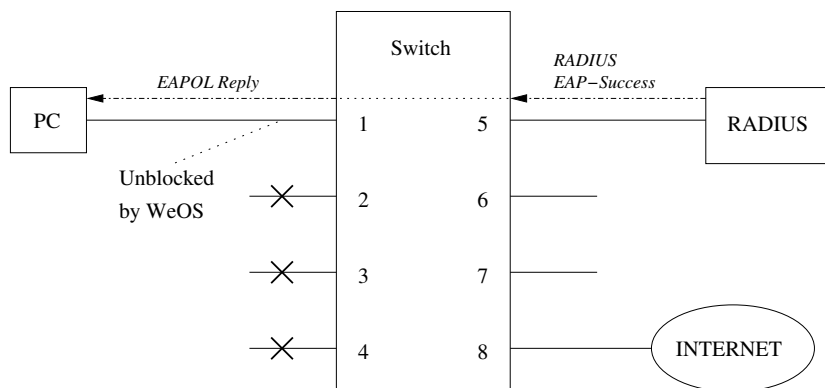 Switch
EAPOL Reply
RADIUS
EAP−Success
PC
1
5
RADIUS
Unblocked
by WeOS
2
6
3
7
4
8
INTERNET